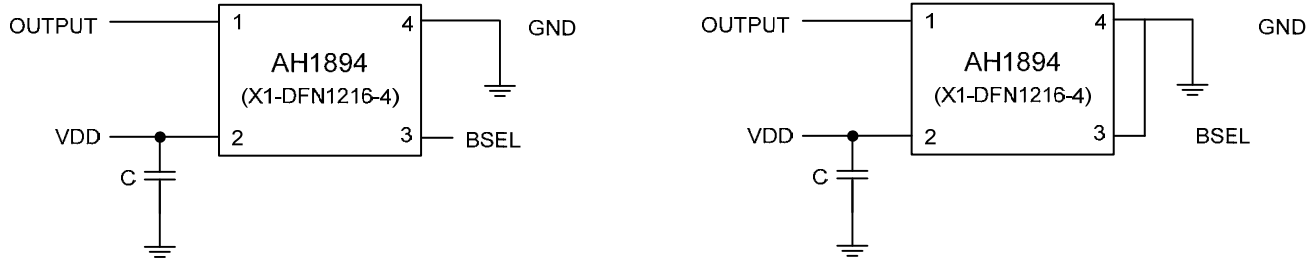 OUTPUT
1
4
GND
AH1894
(X1-DFN1216-4)
VDD
2
3
BSEL
C
OUTPUT
1
4
GND
AH1894
(X1-DFN1216-4)
VDD
2
3
BSEL
C